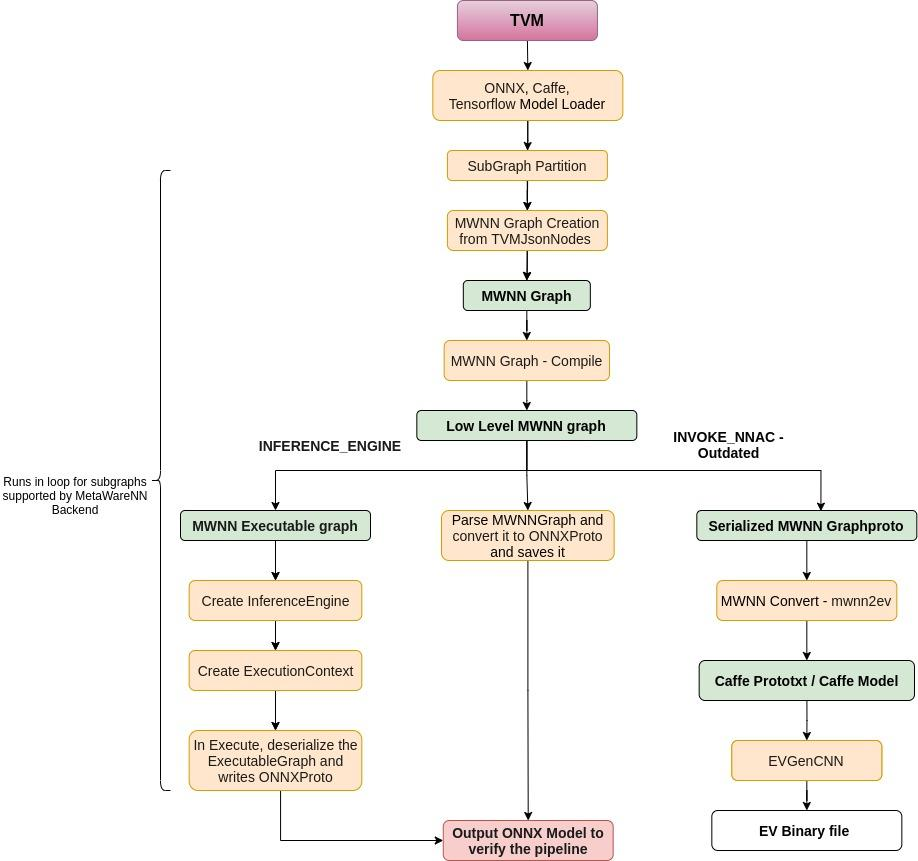 TVM
ONNX, Caffe,
Tensorflow Model Loader
SubGraph Partition
MWNN Graph Creation
from TVMJsonNodes
MWNN Graph
MWNN Graph - Compile
Low Level MWNN graph
INFERENCE_ENGINE
INVOKE_NNAC -
Outdated
Runs in loop for subgraphs
supported by MetaWareNN
Backend
MWNN Executable graph
Create InferenceEngine
Create ExecutionContext
In Execute, deserialize the
ExecutableGraph and
writes ONNXProto
Parse MWNNGraph and
convert it to ONNXProto
and saves it
Serialized MWNN Graphproto
MWNN Convert - mwnn2ev
Caffe Prototxt / Caffe Model
EVGenCNN
EV Binary file
Output ONNX Model to
verify the pipeline